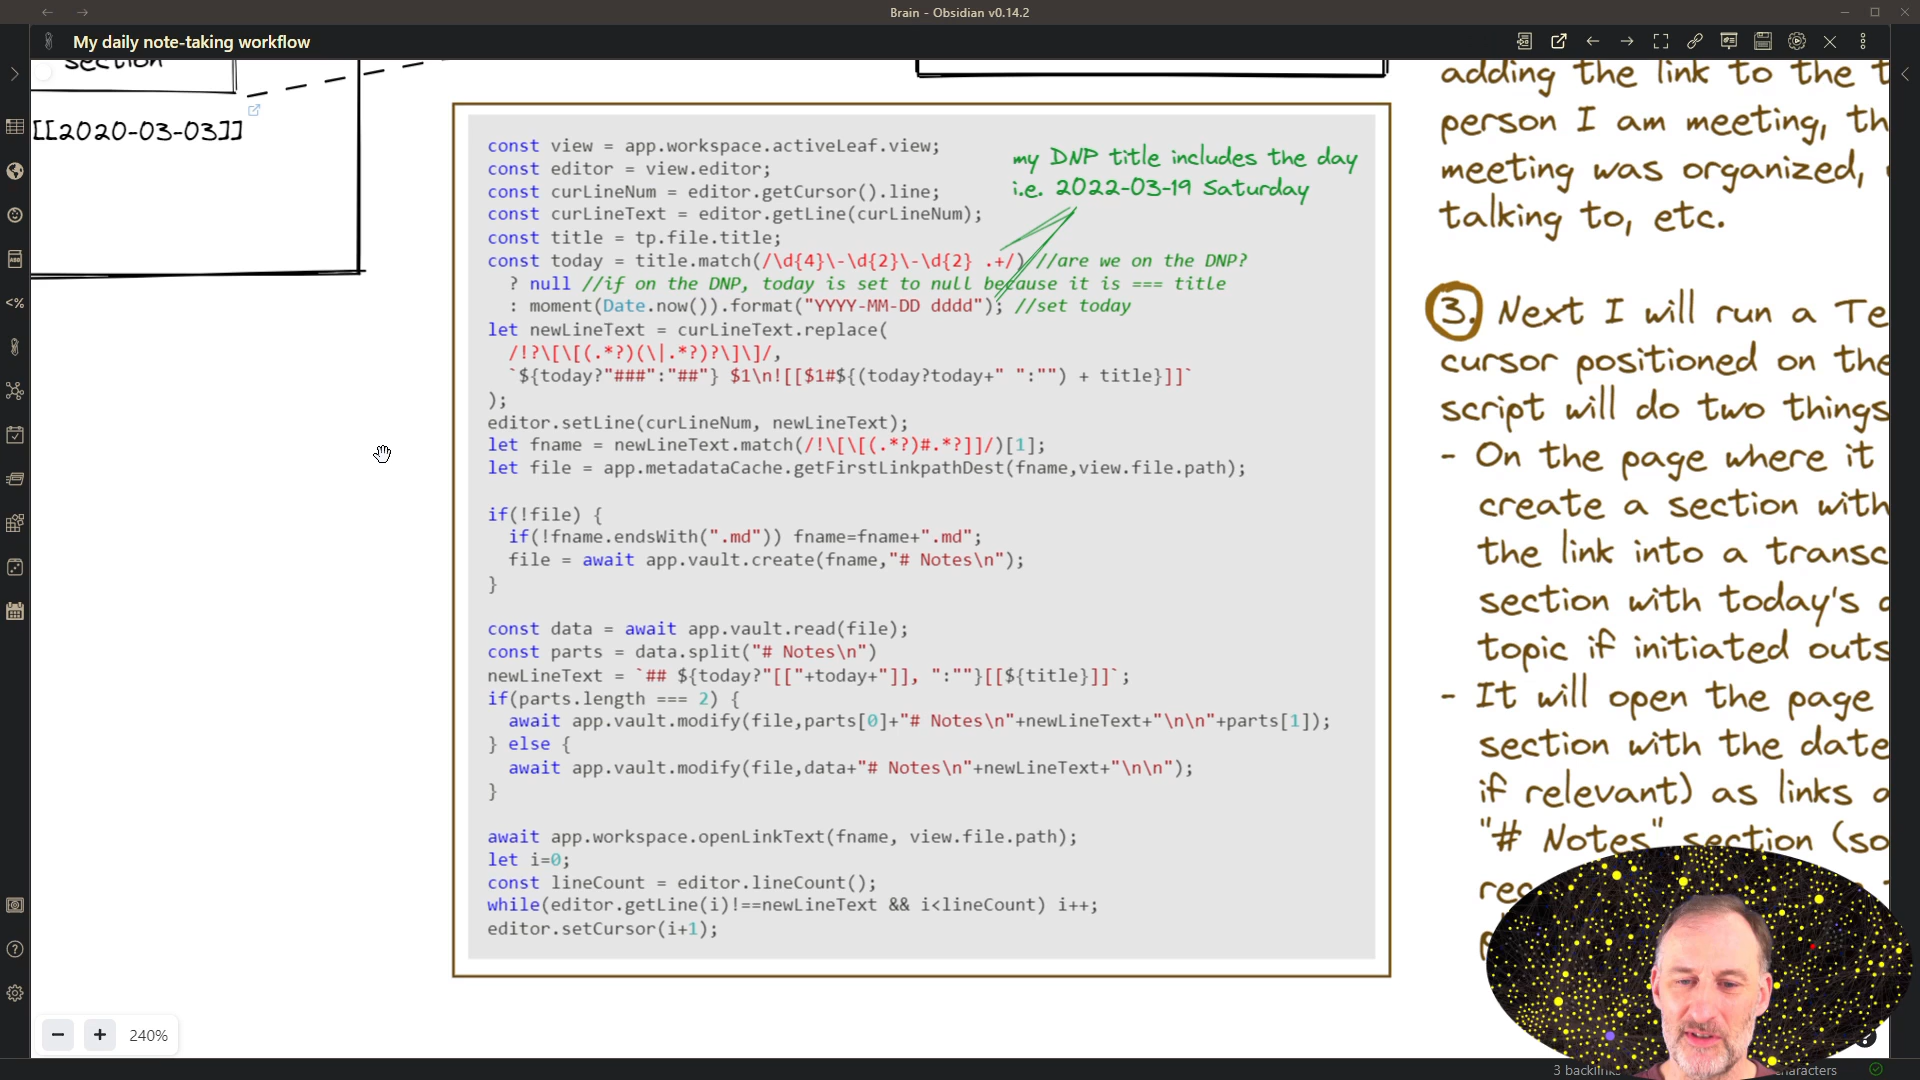 Brain - Obsidian v0.14.2
My daily note-taking workflow
section
[[2020-03-03]]
const view = app.workspace.activeLeaf.view;
const editor = view.editor;
const curLineNum = editor.getCursor().line;
const curLineText = editor.getLine(curLineNum);
const title = tp.file.title;
const today = title.match(/\d{4}\-\d{2}\-\d{2} .+/) //are we on the DNP?
? null //if on the DNP, today is set to null because it is === title
: moment(Date.now()).format("YYYY-MM-DD dddd"); //set today
let newLineText = curLineText.replace(
/!?\[\[(.*?)(\|.*?)?\]\]/,
`${today?"###":"##"} $1\n![[$1#${(today?today+" ":"") + title}]]`
);
editor.setLine(curLineNum, newLineText);
let fname = newLineText.match(/!\[\[(.*?)#.*?]]/)[1];
let file = app.metadataCache.getFirstLinkpathDest(fname,view.file.path);
if(!file) {
if(!fname.endsWith(".md")) fname=fname+".md";
file = await app.vault.create(fname,"# Notes\n");
}
const data = await app.vault.read(file);
const parts = data.split("# Notes\n")
newLineText = `## ${today?"[["+today+"]], ":""}[[${title}]]`;
if(parts.length === 2) {
await app.vault.modify(file,parts[0]+"# Notes\n"+newLineText+"\n\n"+parts[1]);
} else {
await app.vault.modify(file,data+"# Notes\n"+newLineText+"\n\n");
}
await app.workspace.openLinkText(fname, view.file.path);
let i=0;
const lineCount = editor.lineCount();
while(editor.getLine(i)!==newLineText && i<lineCount) i++;
editor.setCursor(i+1);
my DNP title includes the day
i.e. 2022-03-19 Saturday
adding the link to the t
person I am meeting, th
meeting was organized,
talking to, etc.
3. Next I will run a Te
cursor positioned on the
script will do two things
- On the page where it
create a section with
the link into a transc
section with today's
topic if initiated outs
- It will open the page
section with the date
if relevant) as links
"# Notes" section (so
rec
240%
3 backlinks
characters